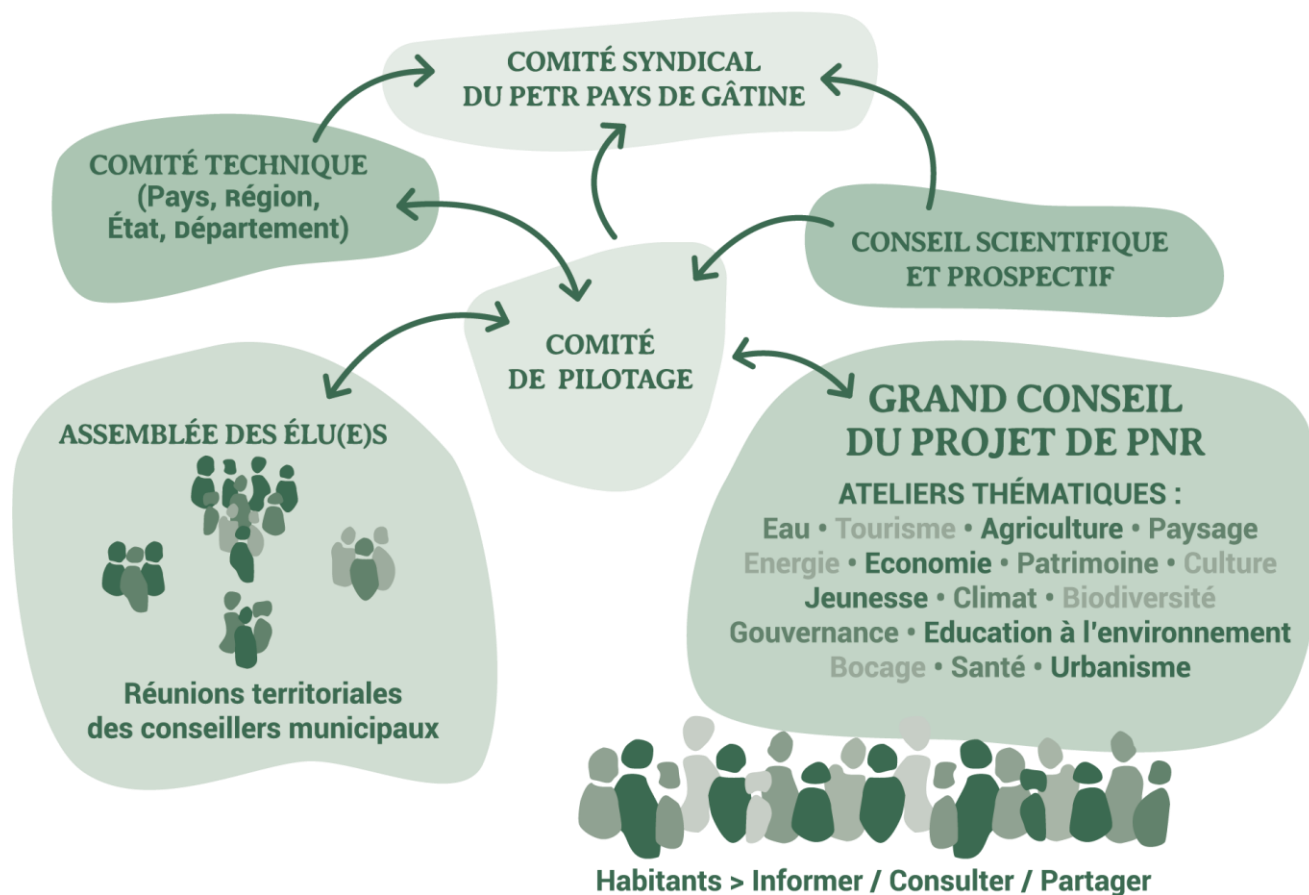 COMITÉ SYNDICAL
DU PETR PAYS DE GÂTINE
COMITÉ TECHNIQUE
(Pays, Région,
État, Département)
CONSEIL SCIENTIFIQUE
ET PROSPECTIF
COMITÉ
DE PILOTAGE
ASSEMBLÉE DES ÉLU(E)S
Réunions territoriales
des conseillers municipaux
GRAND CONSEIL
DU PROJET DE PNR
ATELIERS THÉMATIQUES :
Eau • Tourisme • Agriculture • Paysage
Energie • Economie • Patrimoine • Culture
Jeunesse • Climat • Biodiversité
Gouvernance • Education à l'environnement
Bocage • Santé • Urbanisme
Habitants > Informer / Consulter / Partager